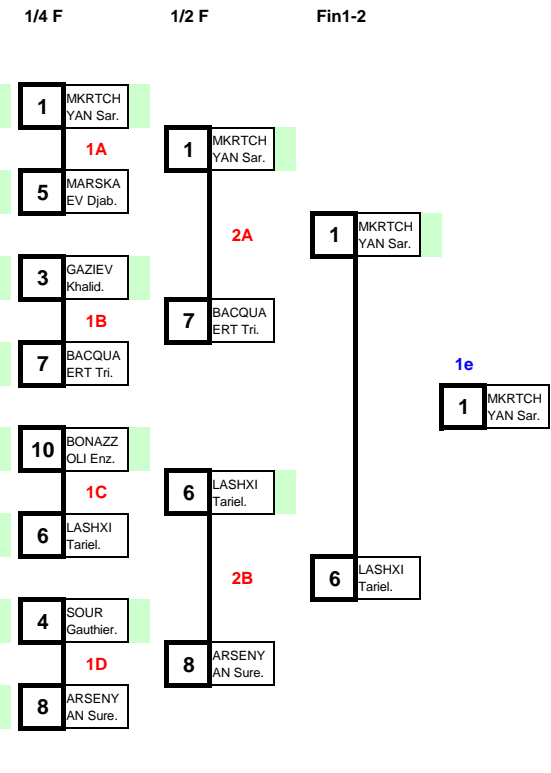 1/4 F
1/2 F
Fin1-2
1
MKRTCH
YAN Sar.
1A
5
MARSKA
EV Djab.
3
GAZIEV
Khalid.
1B
7
BACQUA
ERT Tri.
10
BONAZZ
OLI Enz.
1C
6
LASHXI
Tariel.
4
SOUR
Gauthier.
1D
8
ARSENY
AN Sure.
1
MKRTCH
YAN Sar.
2A
7
BACQUA
ERT Tri.
6
LASHXI
Tariel.
2B
8
ARSENY
AN Sure.
1
MKRTCH
YAN Sar.
6
LASHXI
Tariel.
1e
1
MKRTCH
YAN Sar.